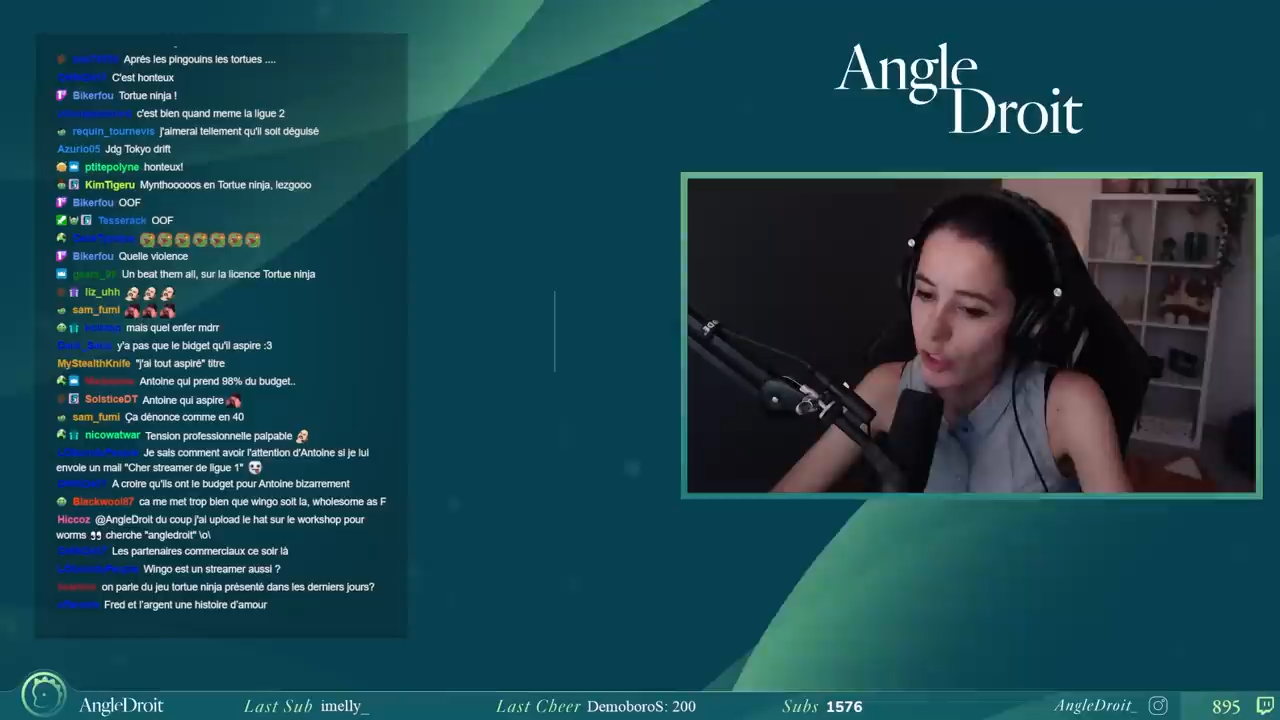 Aprés les pingouins les tortues ....
C'est honteux
Bikerfou Tortue ninja !
c'est bien quand meme la ligue 2
requin_tournevis j'aimerai tellement qu'il soit déguisé
Azurio05 Jdg Tokyo drift
ptitepolyne honteux!
KimTigeru Mynthooooos en Tortue ninja, lezgooo
Bikerfou OOF
Tesserack OOF
Bikerfou Quelle violence
Un beat them all, sur la licence Tortue ninja
liz_uhh
sam_fumi
mais quel enfer mdrr
y'a pas que le bidget qu'il aspire :3
MyStealthKnife "j'ai tout aspiré" titre
Antoine qui prend 98% du budget..
SolsticeDT Antoine qui aspire
sam_fumi Ça dénonce comme en 40
nicowatwar Tension professionnelle palpable
Je sais comment avoir l'attention d'Antoine si je lui
envoie un mail "Cher streamer de ligue 1"
A croire qu'ils ont le budget pour Antoine bizarrement
Blackwool87 ca me met trop bien que wingo soit la, wholesome as F
Hiccoz @AngleDroit du coup j'ai upload le hat sur le workshop pour
worms 👀 cherche "angledroit" \o\
Les partenaires commerciaux ce soir là
Wingo est un streamer aussi ?
on parle du jeu tortue ninja présenté dans les derniers jours?
Fred et l'argent une histoire d'amour
Angle
Droit
AngleDroit Last Sub imelly_ Last Cheer DemoboroS: 200 Subs 1576 AngleDroit_ 895